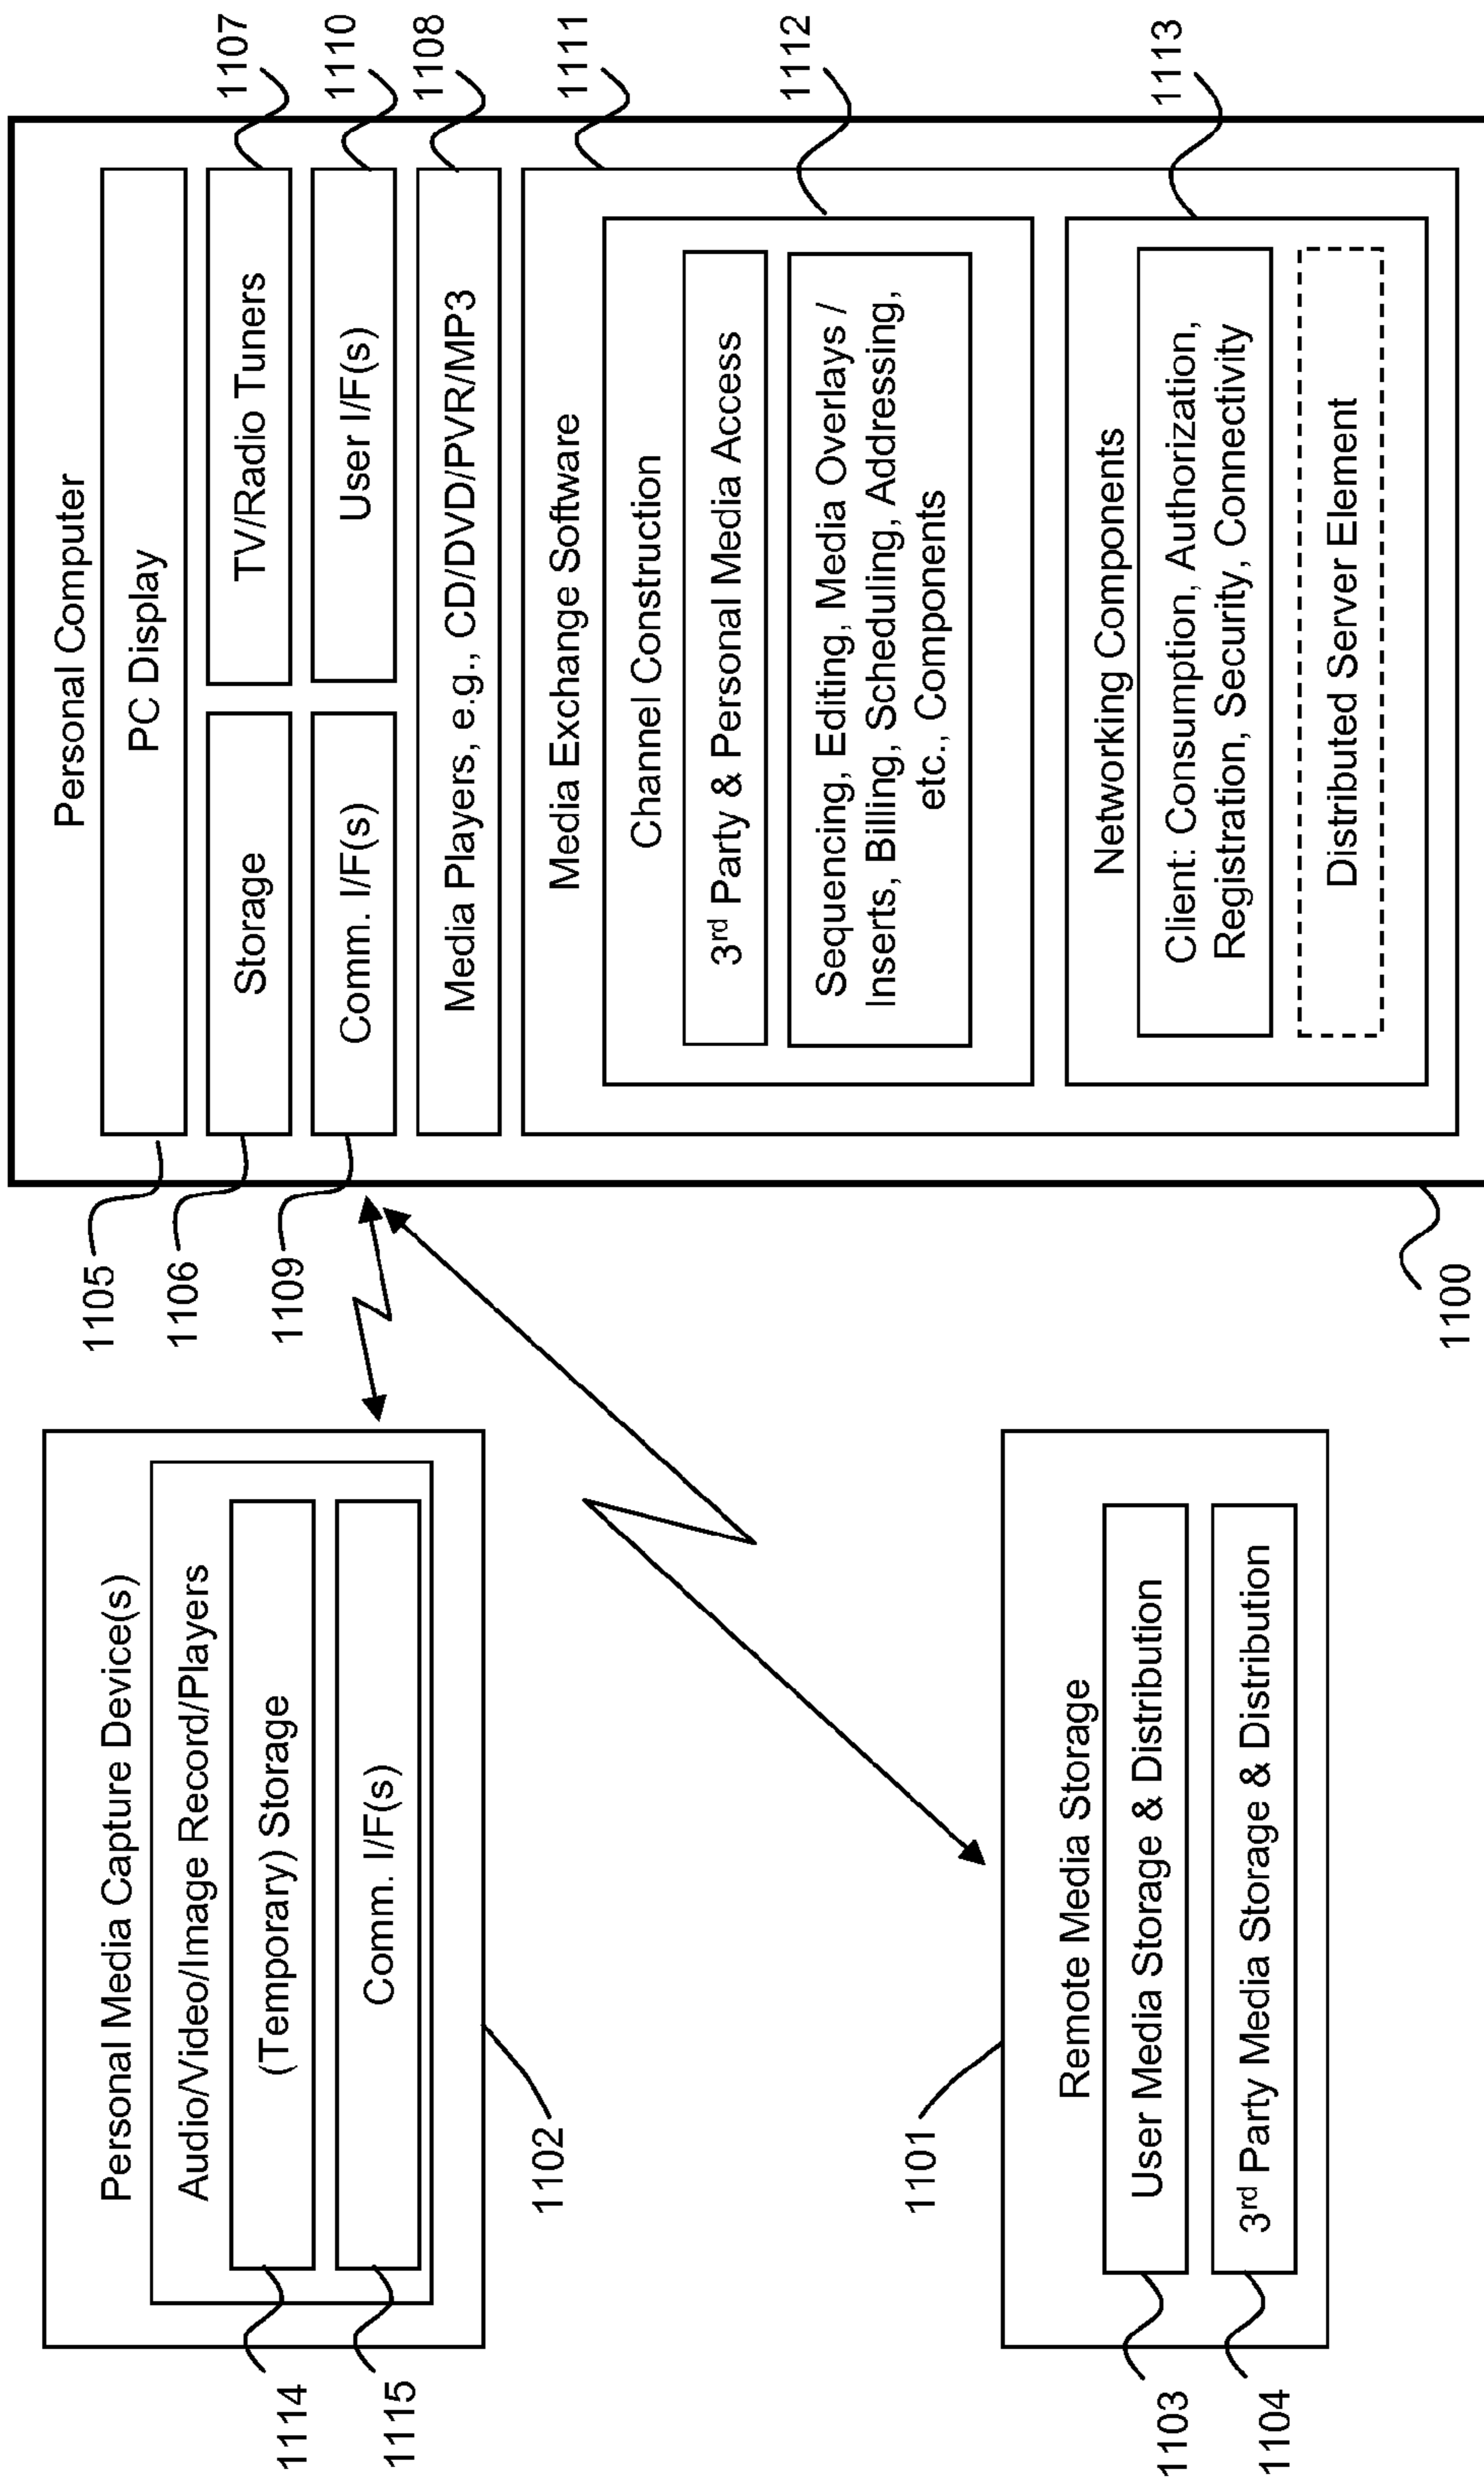 Personal Media Capture Device(s)
Audio/Video/Image Record/Players
(Temporary) Storage
Comm. I/F(s)
1114
1115
1102
Remote Media Storage
User Media Storage & Distribution
3rd Party Media Storage & Distribution
1101
1103
1104
Personal Computer
PC Display
Storage
TV/Radio Tuners
Comm. I/F(s)
User I/F(s)
Media Players, e.g., CD/DVD/PVR/MP3
Media Exchange Software
Channel Construction
3rd Party & Personal Media Access
Sequencing, Editing, Media Overlays /
Inserts, Billing, Scheduling, Addressing,
etc., Components
Networking Components
Client: Consumption, Authorization,
Registration, Security, Connectivity
Distributed Server Element
1105
1106
1109
1100
1107
1110
1108
1111
1112
1113